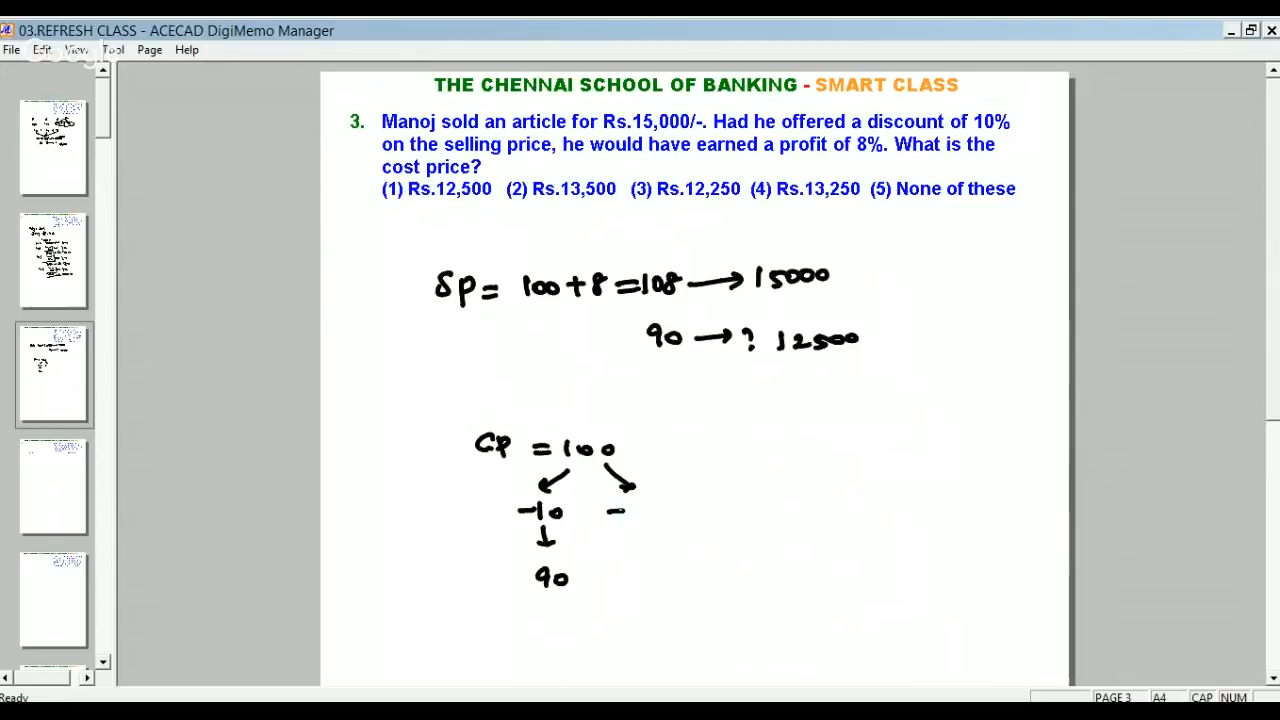 03.REFRESH CLASS - ACECAD DigiMemo Manager
File Edit View Tool Page Help
Google
THE CHENNAI SCHOOL OF BANKING - SMART CLASS
3. Manoj sold an article for Rs.15,000/-. Had he offered a discount of 10%
on the selling price, he would have earned a profit of 8%. What is the
cost price?
(1) Rs.12,500 (2) Rs.13,500 (3) Rs.12,250 (4) Rs.13,250 (5) None of these
SP = 100+8=108 → 15000
90 → ? 12500
CP = 100
-10 -
90
Ready PAGE 3 A4 CAP NUM